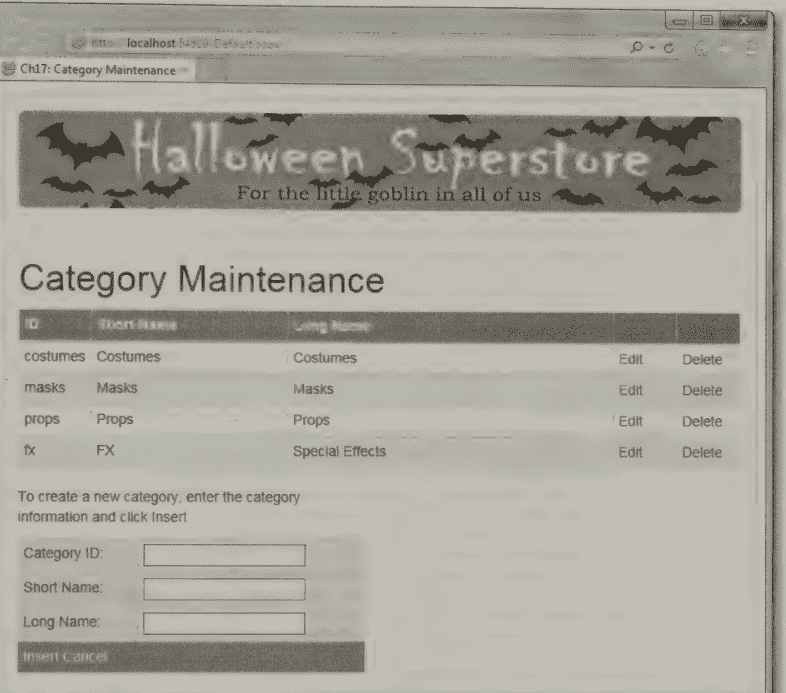 localhost
Ch17: Category Maintenance
Halloween Superstore
For the little goblin in all of us
Category Maintenance
ID Short Name Long Name
costumes Costumes Costumes Edit Delete
masks Masks Masks Edit Delete
props Props Props Edit Delete
fx FX Special Effects Edit Delete
To create a new category, enter the category
information and click Insert
Category ID:
Short Name:
Long Name:
Insert Cancel